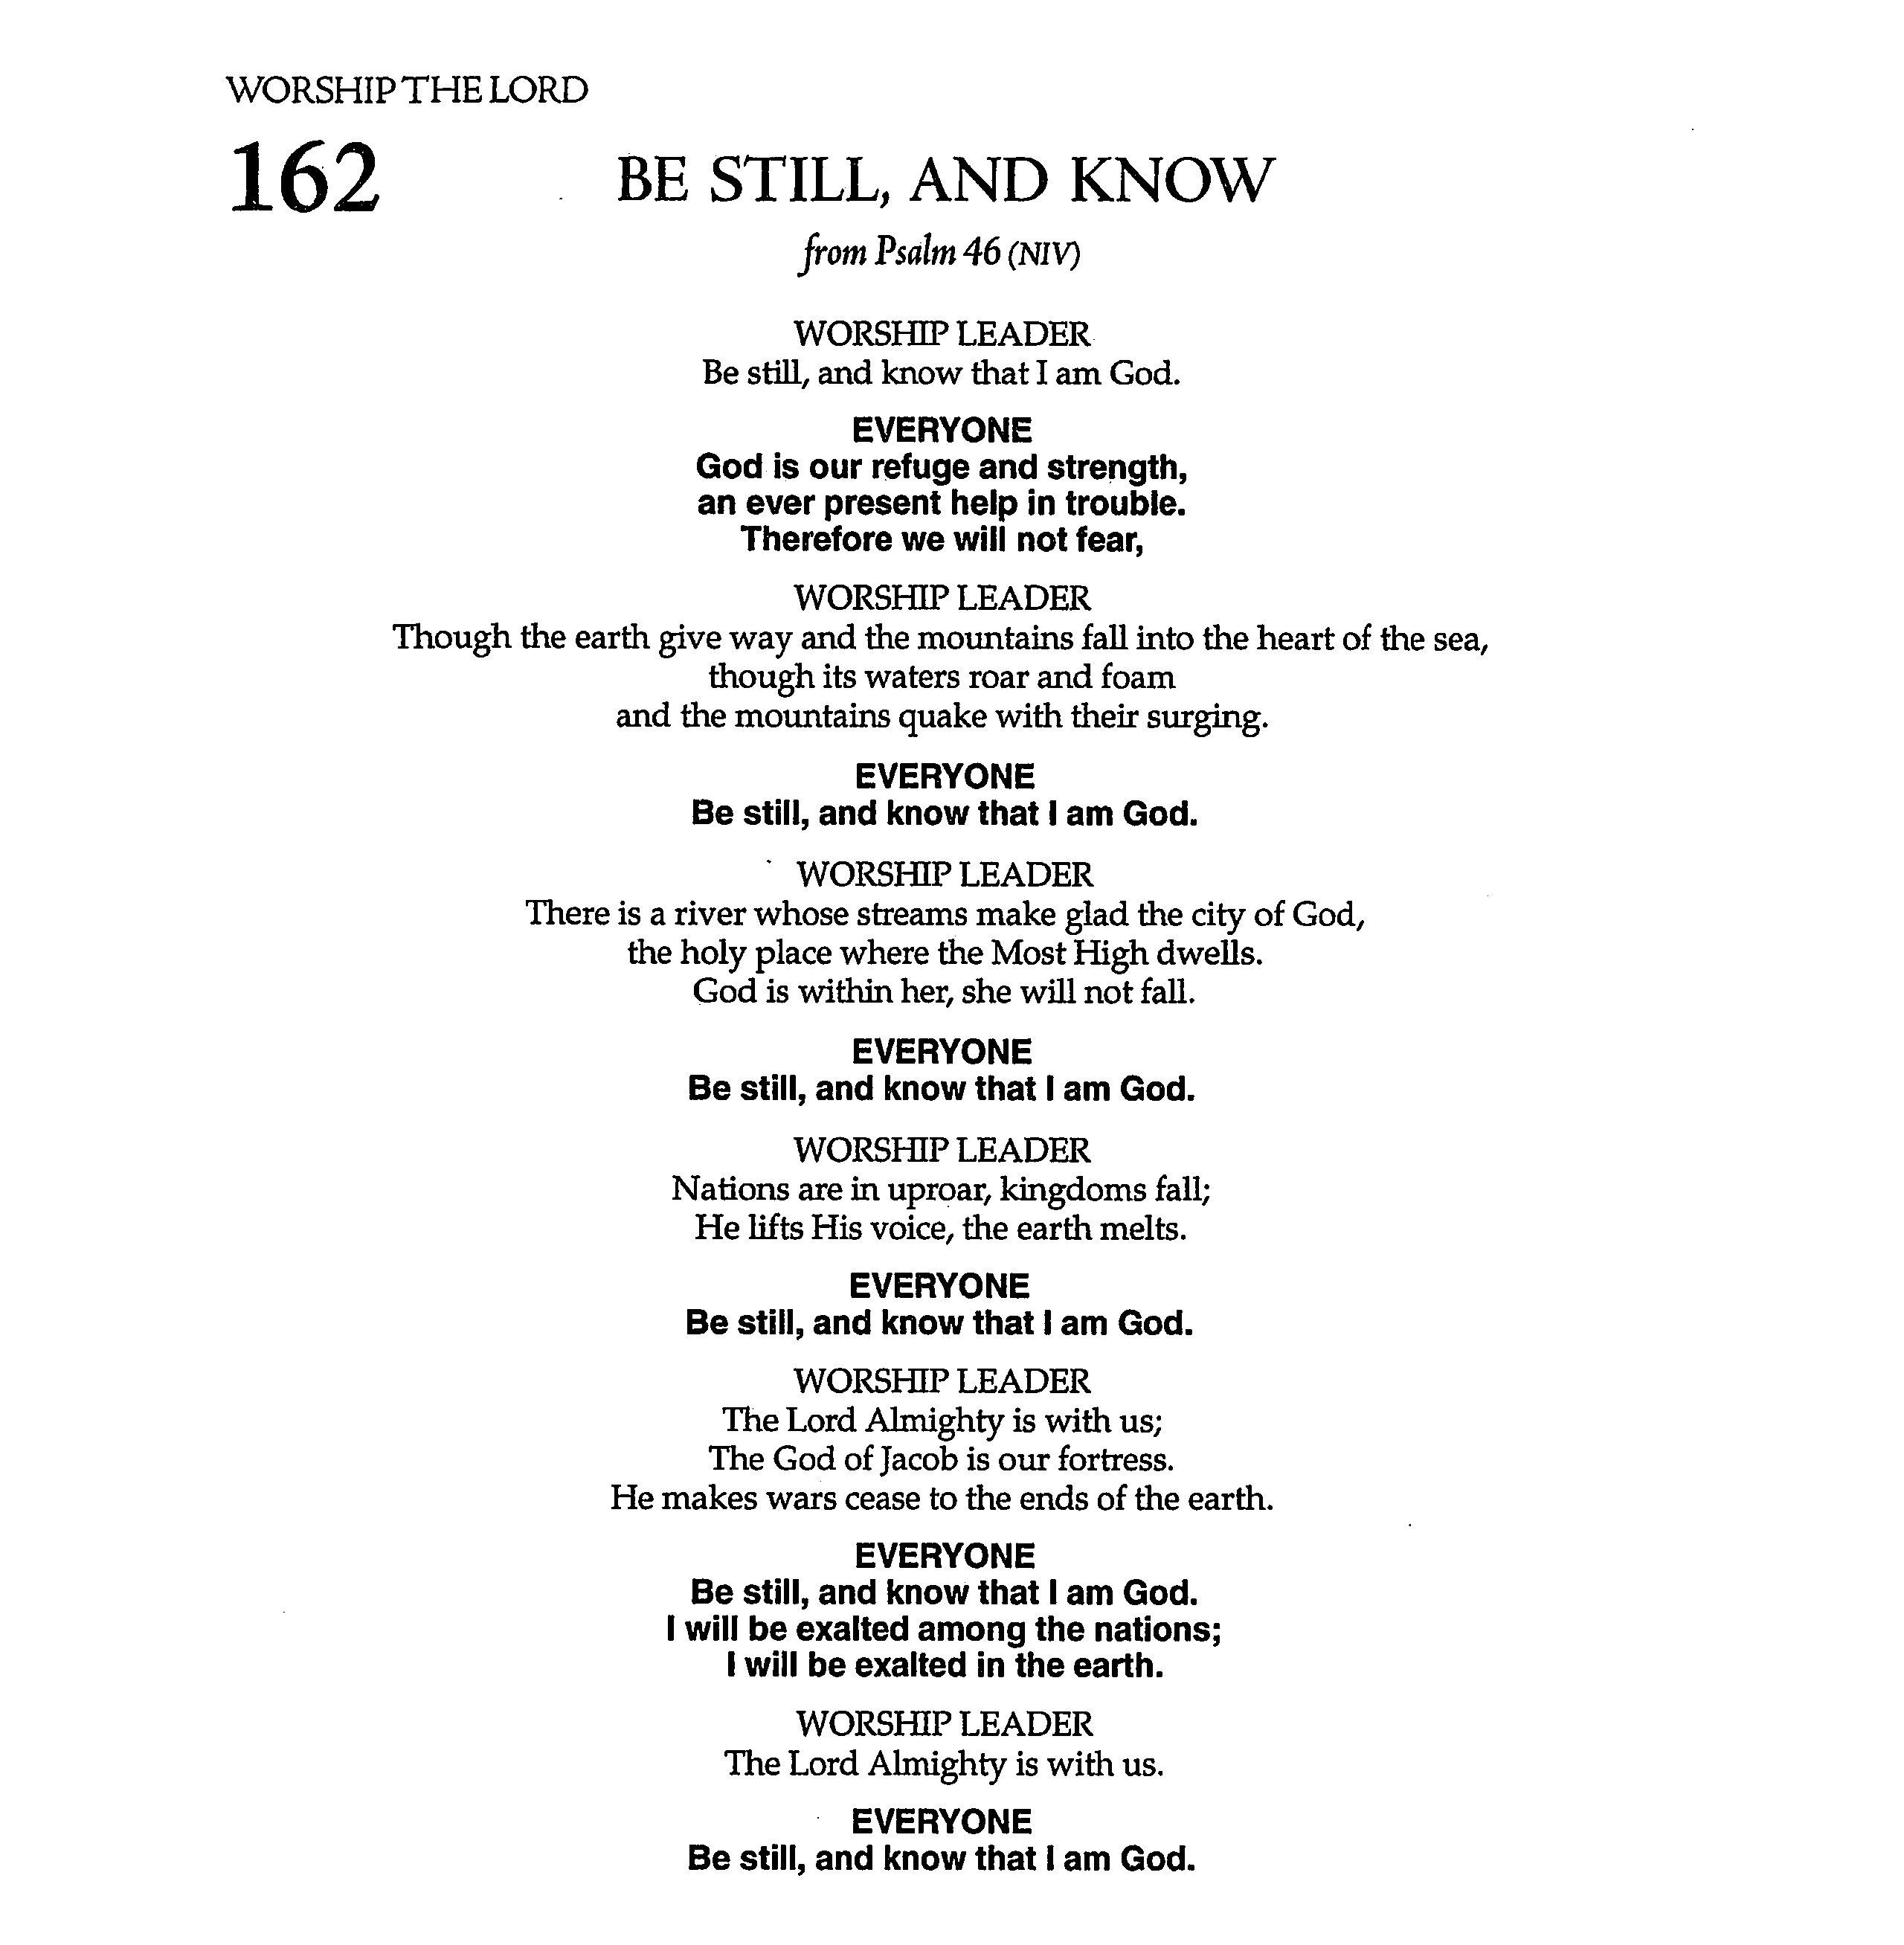 WORSHIP THE LORD
162
BE STILL, AND KNOW
from Psalm 46 (NIV)
WORSHIP LEADER
Be still, and know that I am God.
EVERYONE
God is our refuge and strength,
an ever present help in trouble.
Therefore we will not fear,
WORSHIP LEADER
Though the earth give way and the mountains fall into the heart of the sea,
though its waters roar and foam
and the mountains quake with their surging.
EVERYONE
Be still, and know that I am God.
WORSHIP LEADER
There is a river whose streams make glad the city of God,
the holy place where the Most High dwells.
God is within her, she will not fall.
EVERYONE
Be still, and know that I am God.
WORSHIP LEADER
Nations are in uproar, kingdoms fall;
He lifts His voice, the earth melts.
EVERYONE
Be still, and know that I am God.
WORSHIP LEADER
The Lord Almighty is with us;
The God of Jacob is our fortress.
He makes wars cease to the ends of the earth.
EVERYONE
Be still, and know that I am God.
I will be exalted among the nations;
I will be exalted in the earth.
WORSHIP LEADER
The Lord Almighty is with us.
EVERYONE
Be still, and know that I am God.